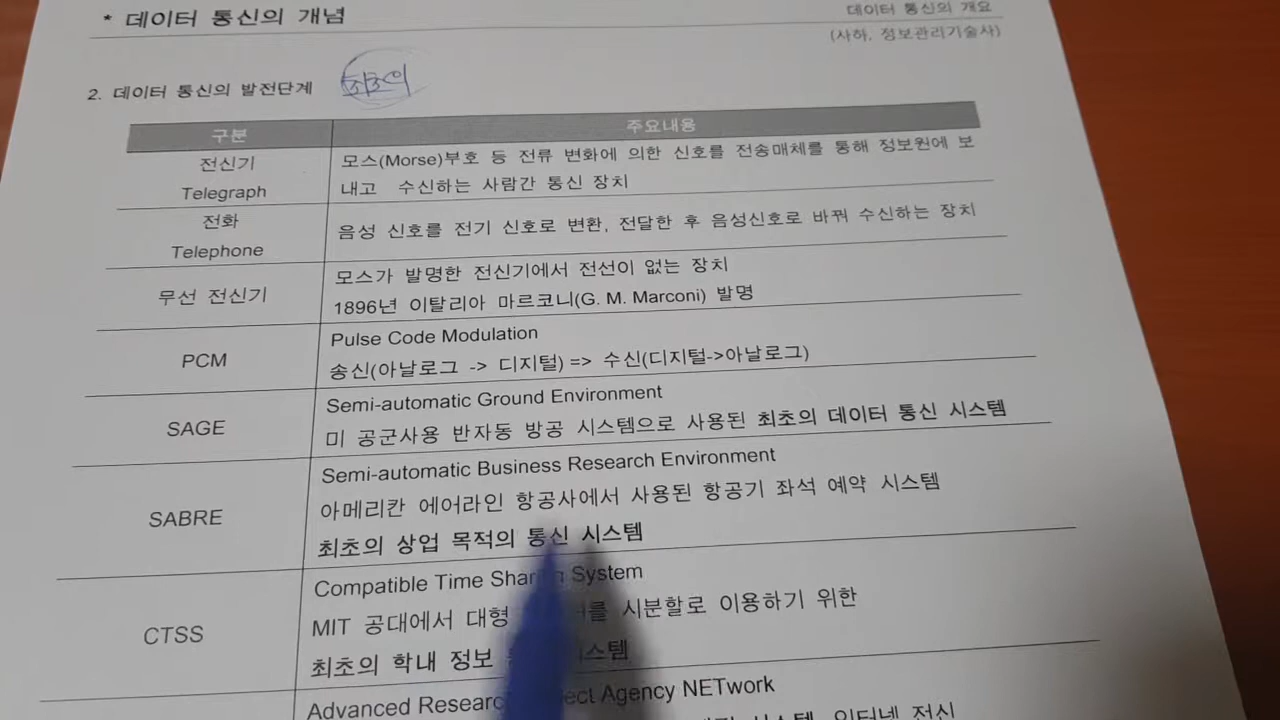 * 데이터 통신의 개념
데이터 통신의 개요
(사하, 정보관리기술사)
2. 데이터 통신의 발전단계
최초의
구분 주요내용
전신기
Telegraph
모스(Morse)부호 등 전류 변화에 의한 신호를 전송매체를 통해 정보원에 보
내고 수신하는 사람간 통신 장치
전화
Telephone
음성 신호를 전기 신호로 변환, 전달한 후 음성신호로 바꿔 수신하는 장치
무선 전신기
모스가 발명한 전신기에서 전선이 없는 장치
1896년 이탈리아 마르코니(G. M. Marconi) 발명
PCM
Pulse Code Modulation
송신(아날로그 -> 디지털) => 수신(디지털->아날로그)
SAGE
Semi-automatic Ground Environment
미 공군사용 반자동 방공 시스템으로 사용된 최초의 데이터 통신 시스템
SABRE
Semi-automatic Business Research Environment
아메리칸 에어라인 항공사에서 사용된 항공기 좌석 예약 시스템
최초의 상업 목적의 통신 시스템
CTSS
Compatible Time Sharing System
MIT 공대에서 대형 시분할로 이용하기 위한
최초의 학내 정보 시스템
Advanced Research Agency NETwork
시스템, 인터넷 전신